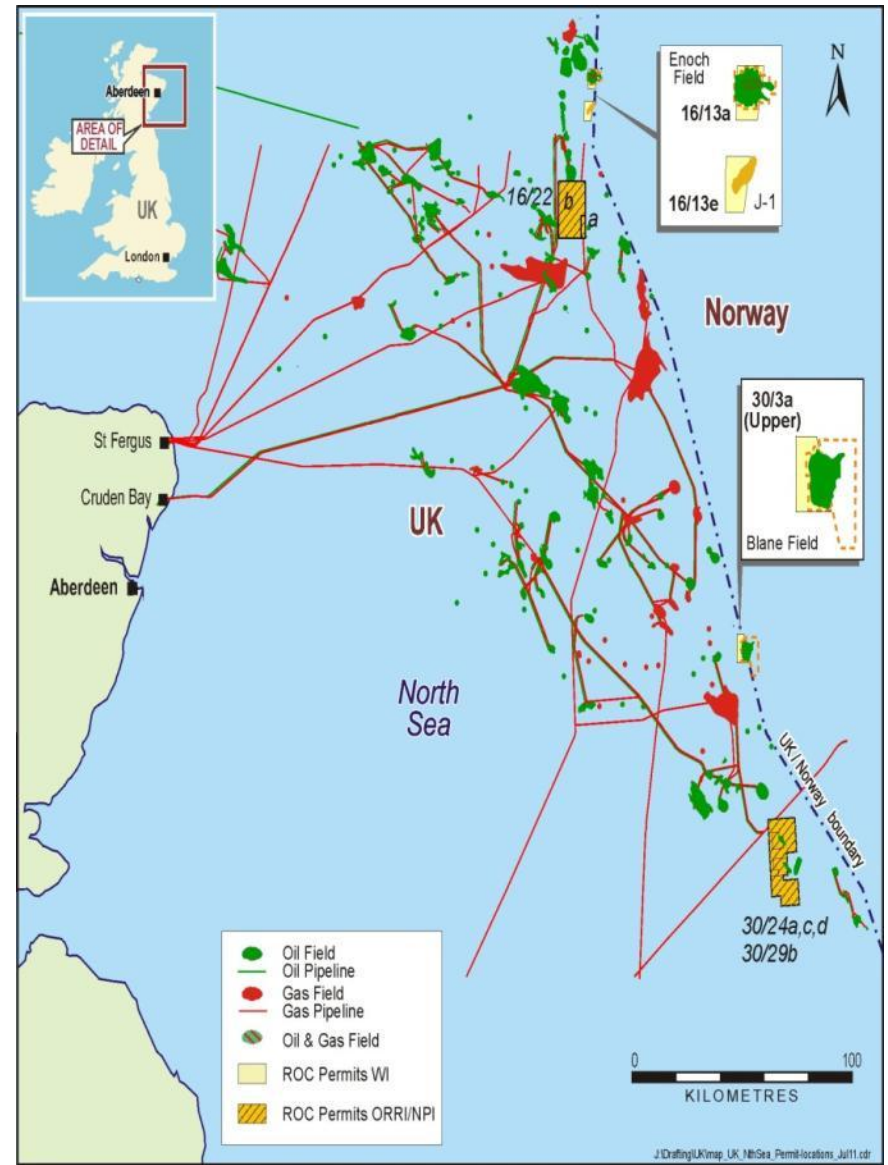 Aberdeen
AREA OF
DETAIL
UK
London
N
Enoch
Field
16/13a
16/13e
J-1
16/22
b
a
Norway
30/3a
(Upper)
Blane Field
St Fergus
Cruden Bay
UK
Aberdeen
North
Sea
UK / Norway boundary
30/24a,c,d
30/29b
Oil Field
Oil Pipeline
Gas Field
Gas Pipeline
Oil & Gas Field
ROC Permits WI
ROC Permits ORRI/NPI
0
100
KILOMETRES
J:\Drafting\UK\map_UK_NthSea_Permit-locations_Jul11.cdr